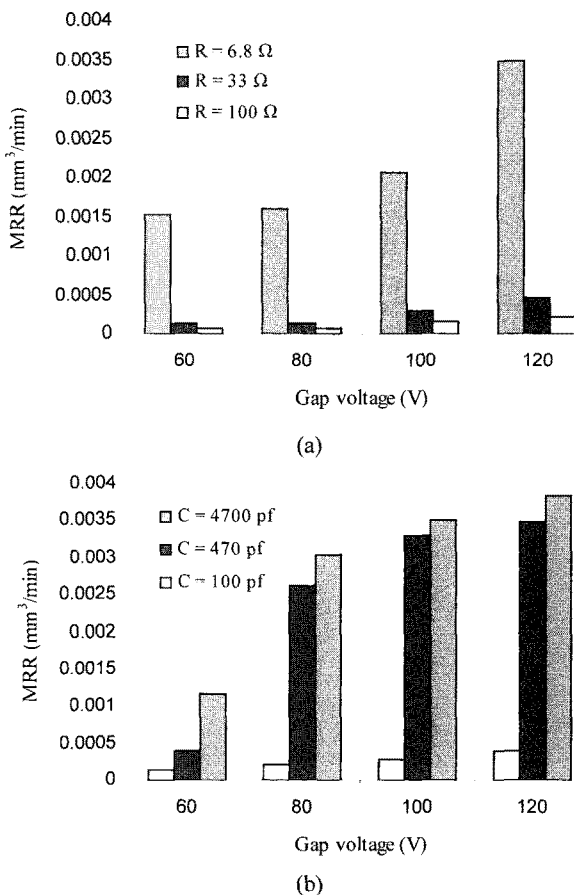 0.004
0.0035
0.003
0.0025
0.002
0.0015
0.001
0.0005
0
MRR (mm³/min)
R = 6.8 Ω
R = 33 Ω
R = 100 Ω
60 80 100 120
Gap voltage (V)
(a)
0.004
0.0035
0.003
0.0025
0.002
0.0015
0.001
0.0005
0
MRR (mm³/min)
C = 4700 pf
C = 470 pf
C = 100 pf
60 80 100 120
Gap voltage (V)
(b)